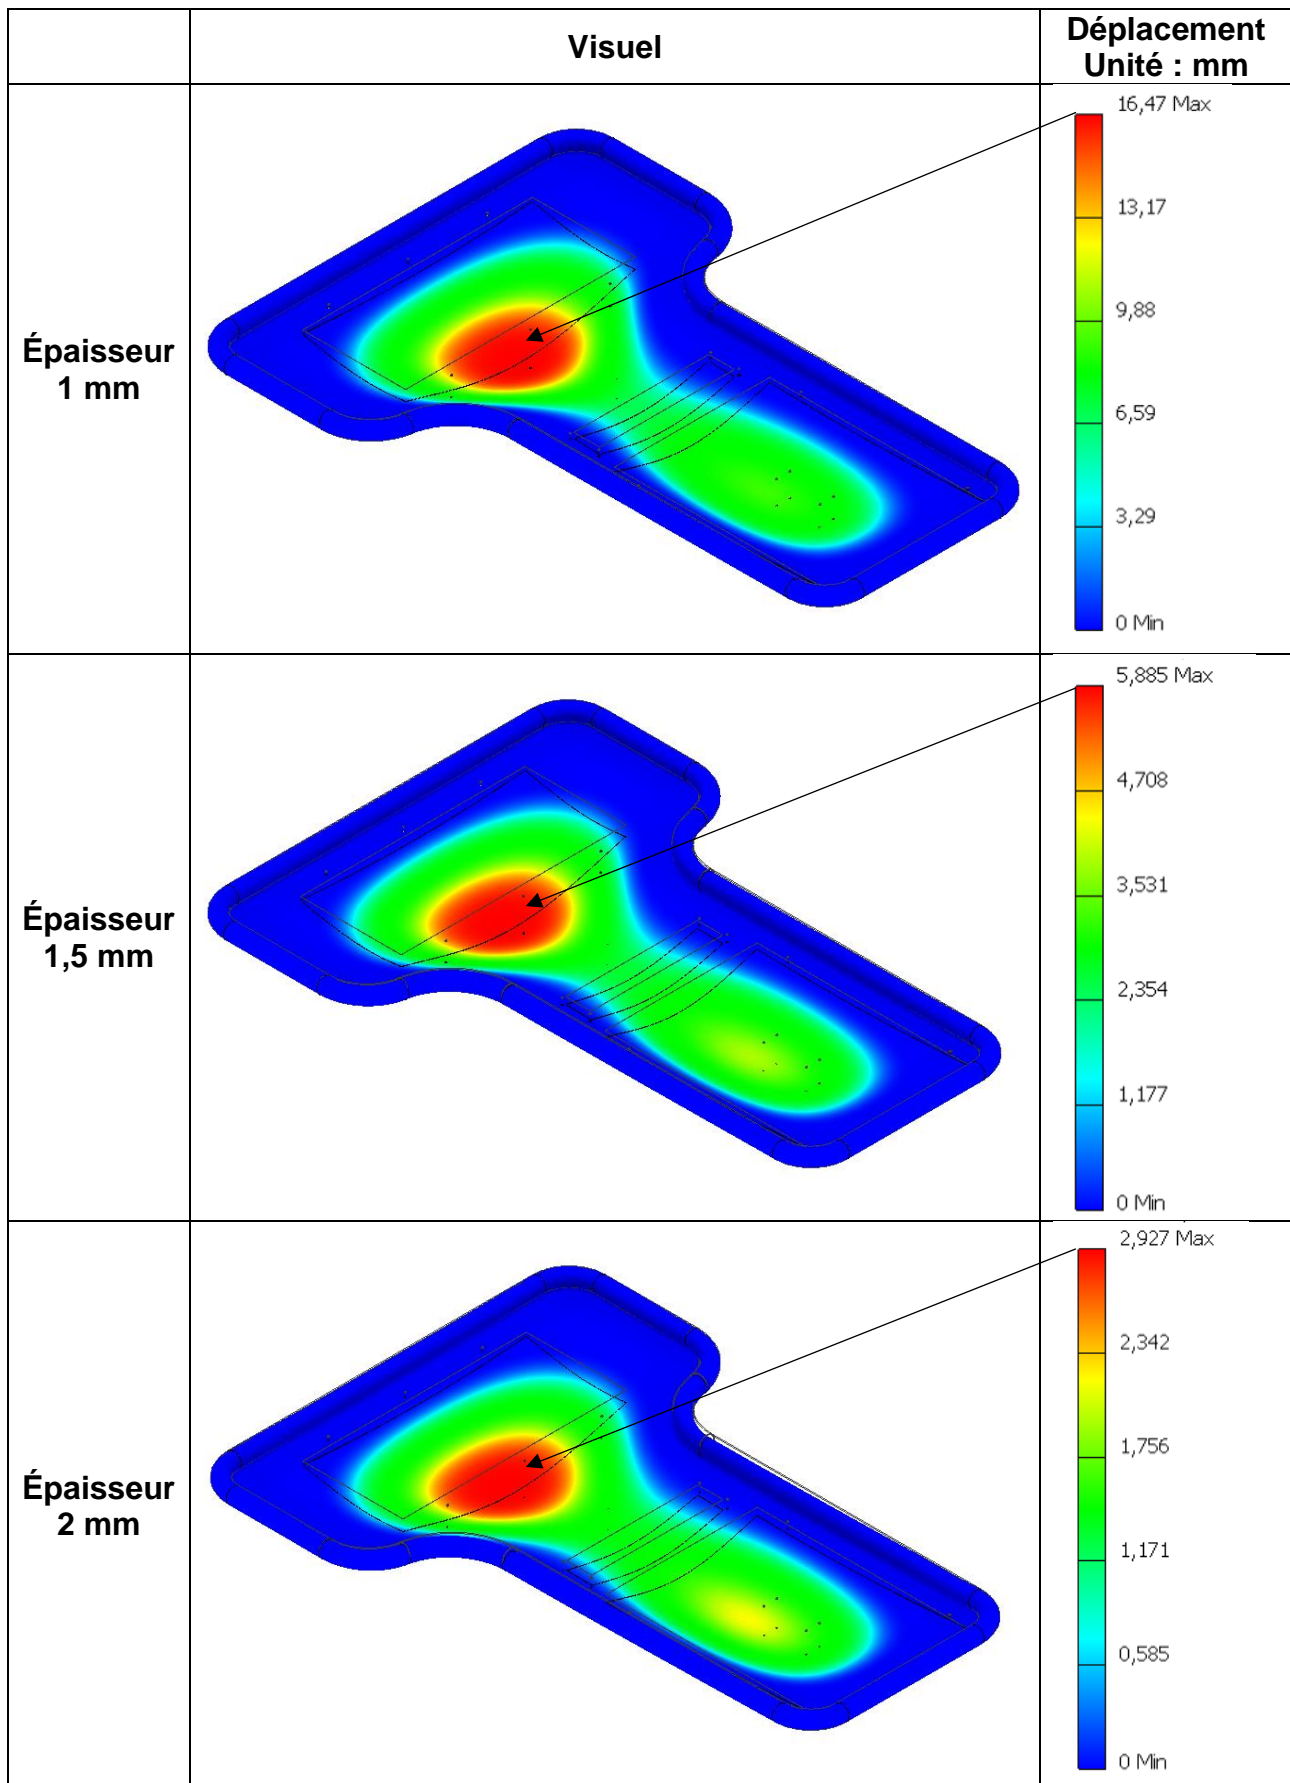 Visuel
Déplacement
Unité : mm
Épaisseur
1 mm
16,47 Max
13,17
9,88
6,59
3,29
0 Min
Épaisseur
1,5 mm
5,885 Max
4,708
3,531
2,354
1,177
0 Min
Épaisseur
2 mm
2,927 Max
2,342
1,756
1,171
0,585
0 Min